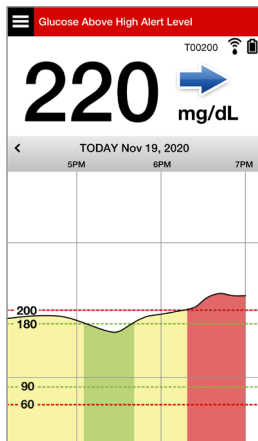 Glucose Above High Alert Level
T00200
220
mg/dL
< TODAY Nov 19, 2020
5PM 6PM 7PM
200
180
90
60